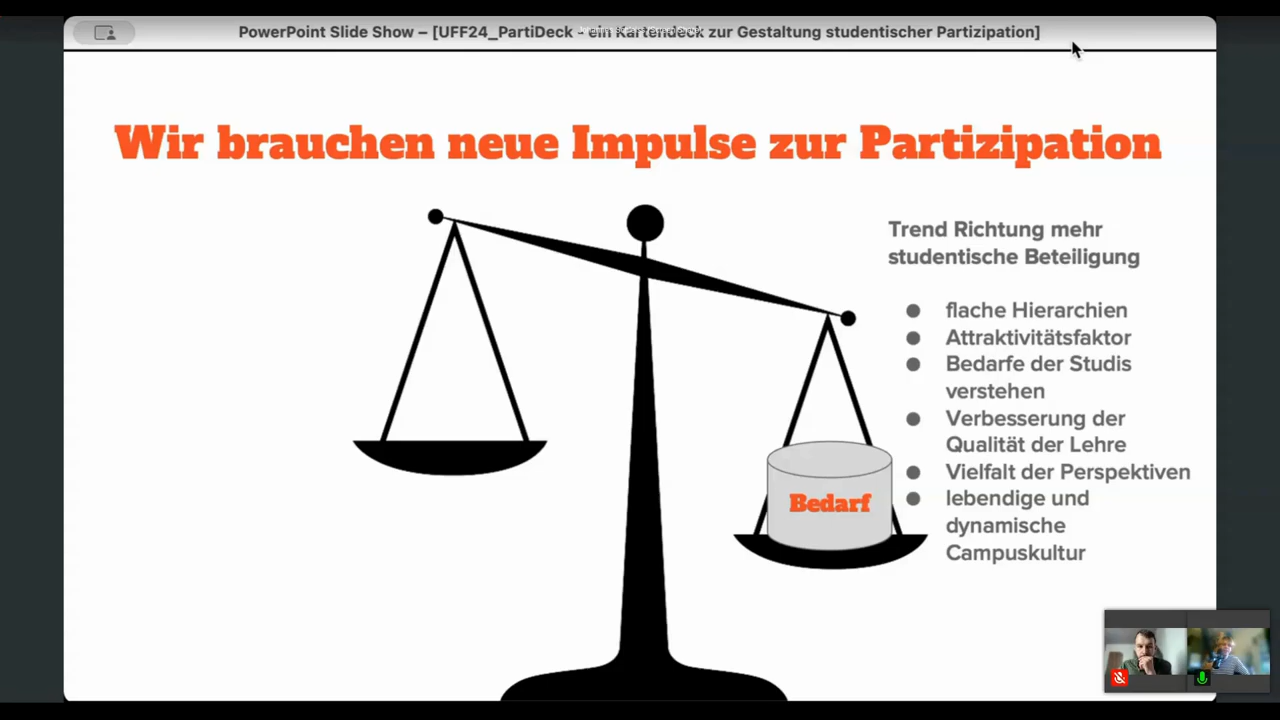 PowerPoint Slide Show – [UFF24_PartiDeck - ein Kartendeck zur Gestaltung studentischer Partizipation]
Wir brauchen neue Impulse zur Partizipation
Trend Richtung mehr
studentische Beteiligung
● flache Hierarchien
● Attraktivitätsfaktor
● Bedarfe der Studis
verstehen
● Verbesserung der
Qualität der Lehre
● Vielfalt der Perspektiven
● lebendige und
dynamische
Campuskultur
Bedarf